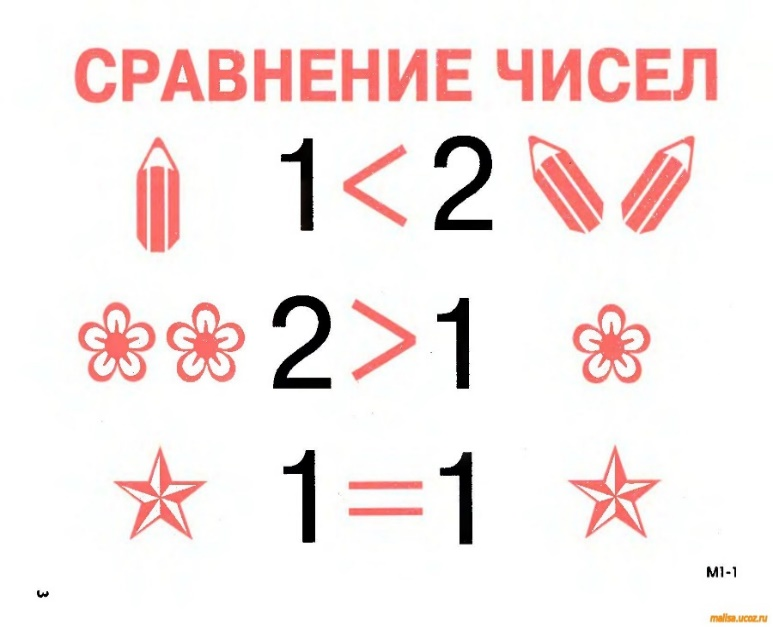 СРАВНЕНИЕ ЧИСЕЛ
1 < 2
2 > 1
1 = 1
М1-1
3
malisa.ucoz.ru